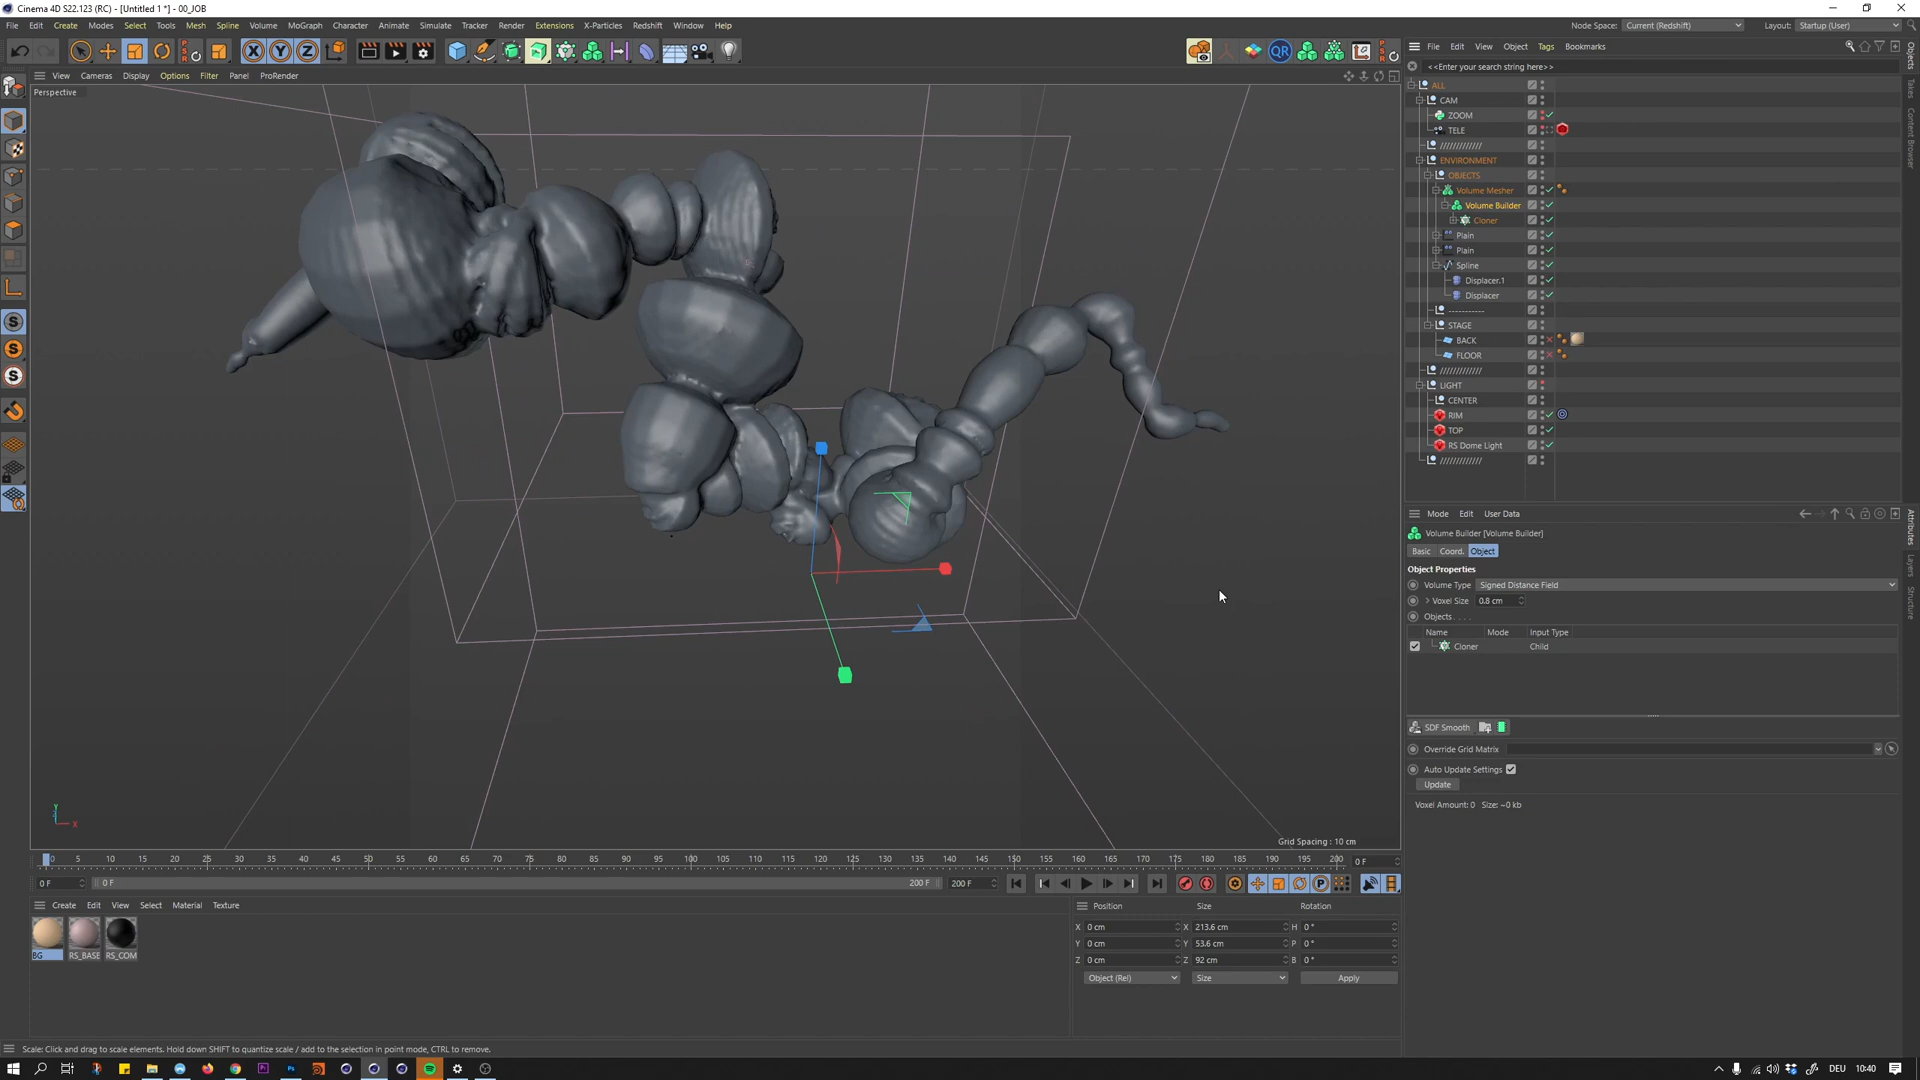 Cinema 4D S22.123 (RC) - [Untitled 1 *] - 00_JOB
File Edit Create Modes Select Tools Mesh Spline Volume MoGraph Character Animate Simulate Tracker Render Extensions X-Particles Redshift Window Help
Node Space: Current (Redshift) Layout: Startup (User)
File Edit View Object Tags Bookmarks
<<Enter your search string here>>
View Cameras Display Options Filter Panel ProRender
Perspective
ALL
CAM
ZOOM
TELE
/////////////
ENVIRONMENT
OBJECTS
Volume Mesher
Volume Builder
Cloner
Plain
Plain
Spline
Displacer.1
Displacer
-----------
STAGE
BACK
FLOOR
/////////////
LIGHT
CENTER
RIM
TOP
RS Dome Light
/////////////
Objects
Takes
Content Browser
Mode Edit User Data
Volume Builder [Volume Builder]
Basic Coord. Object
Object Properties
Volume Type Signed Distance Field
Voxel Size 0.8 cm
Objects . . . .
Name Mode Input Type
Cloner Child
SDF Smooth
Override Grid Matrix
Auto Update Settings
Update
Voxel Amount: 0 Size: ~0 kb
Attributes
Layers
Structure
Y
X
Grid Spacing : 10 cm
0 5 10 15 20 25 30 35 40 45 50 55 60 65 70 75 80 85 90 95 100 105 110 115 120 125 130 135 140 145 150 155 160 165 170 175 180 185 190 195 200 0 F
0 F 0 F 200 F 200 F
Create Edit View Select Material Texture
BG RS_BASE RS_COM
Position Size Rotation
X 0 cm X 213.6 cm H 0 °
Y 0 cm Y 53.6 cm P 0 °
Z 0 cm Z 92 cm B 0 °
Object (Rel) Size Apply
Scale: Click and drag to scale elements. Hold down SHIFT to quantize scale / add to the selection in point mode, CTRL to remove.
DEU 10:40